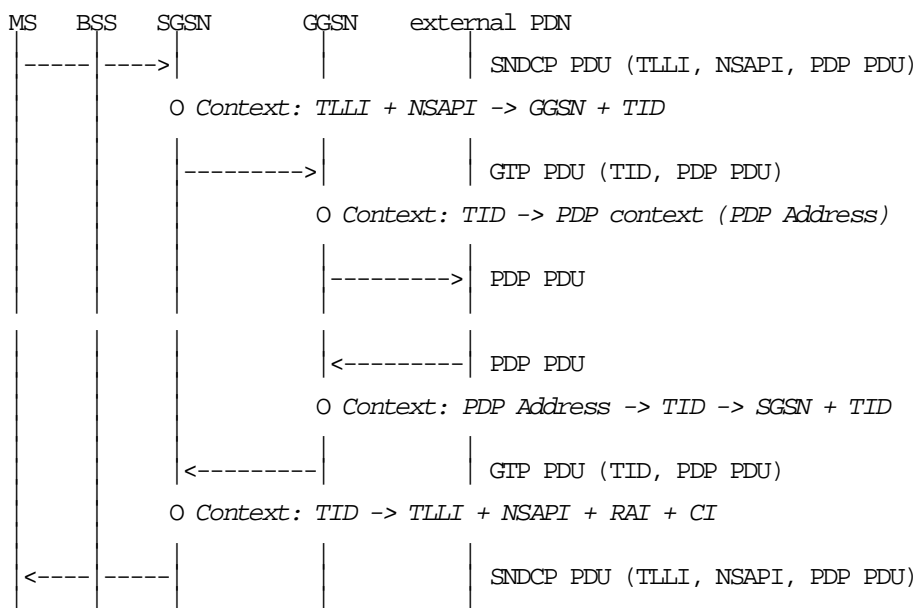 MS BSS SGSN GGSN external PDN
SNDCP PDU (TLLI, NSAPI, PDP PDU)
O Context: TLLI + NSAPI -> GGSN + TID
GTP PDU (TID, PDP PDU)
O Context: TID -> PDP context (PDP Address)
PDP PDU
PDP PDU
O Context: PDP Address -> TID -> SGSN + TID
GTP PDU (TID, PDP PDU)
O Context: TID -> TLLI + NSAPI + RAI + CI
SNDCP PDU (TLLI, NSAPI, PDP PDU)